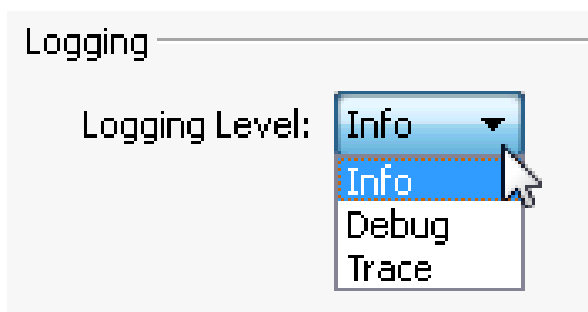 Logging
Logging Level: Info
Info
Debug
Trace